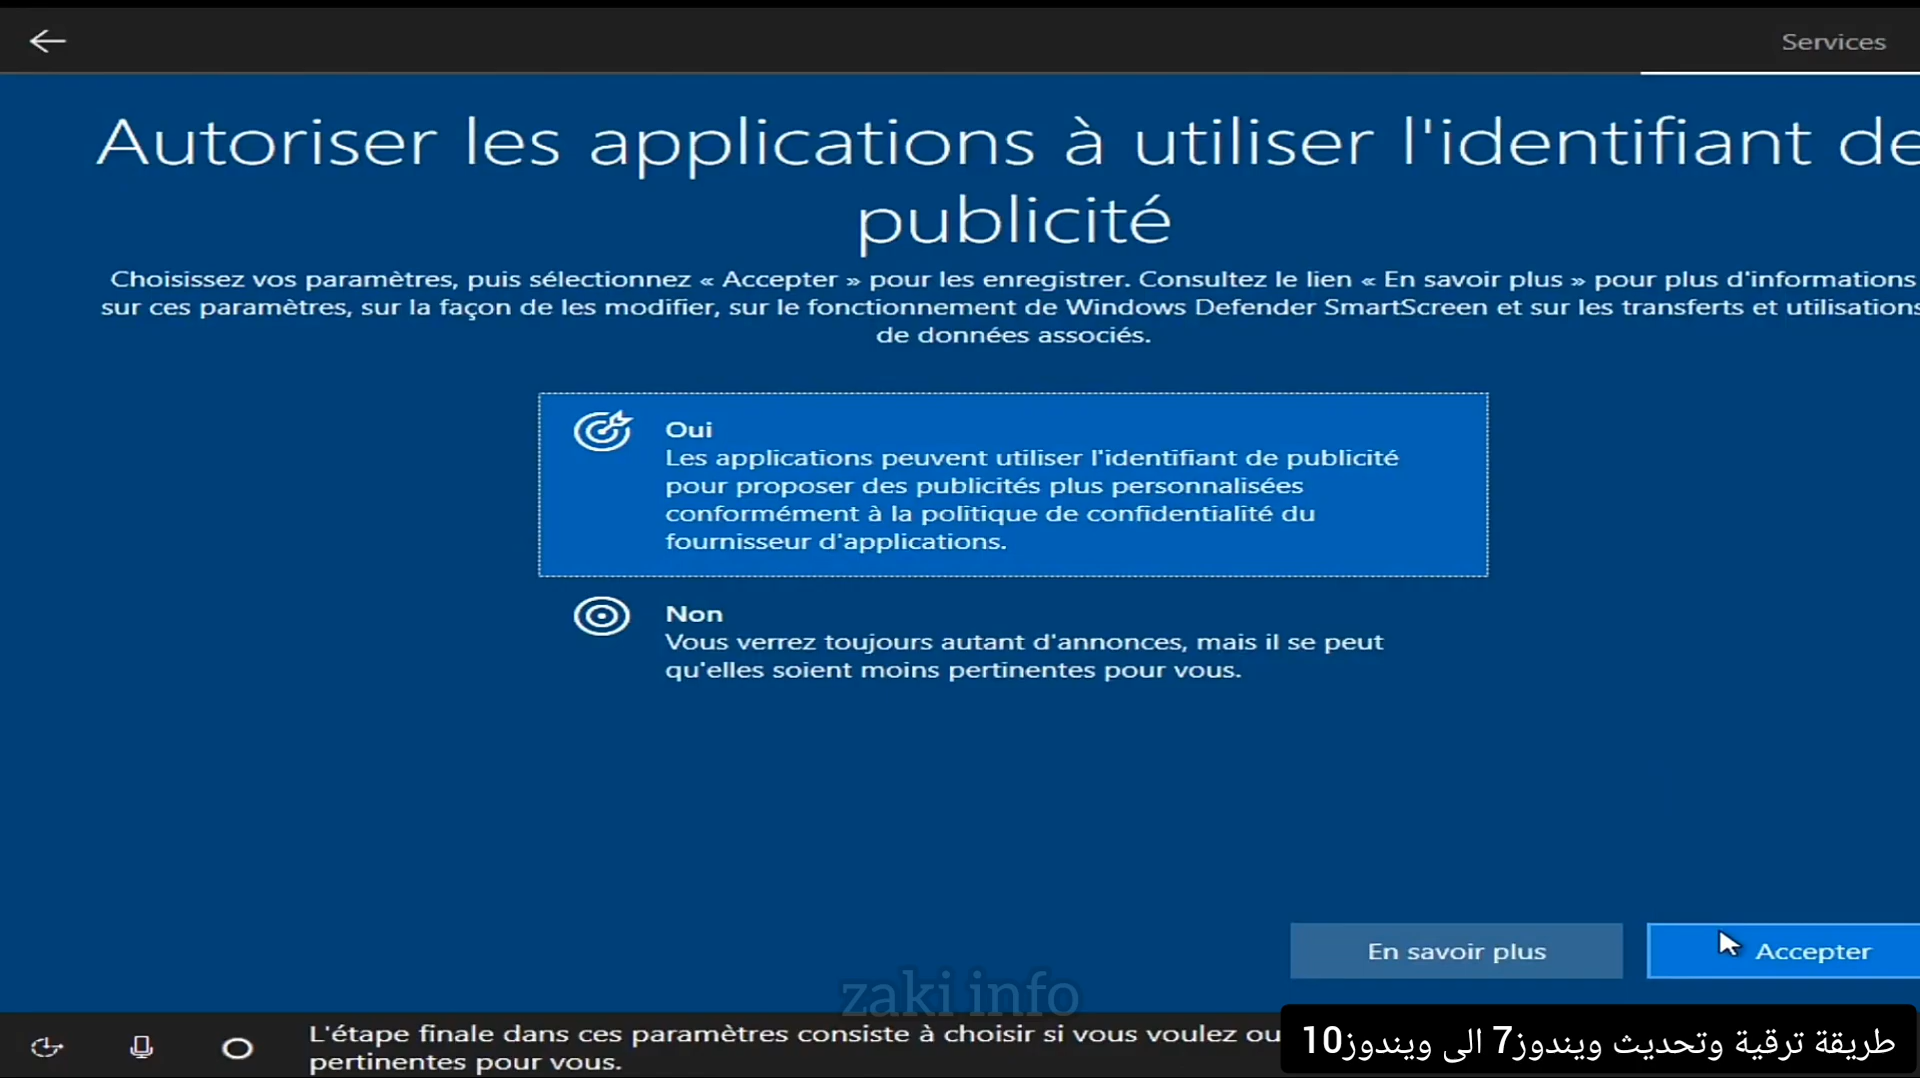 Services
Autoriser les applications à utiliser l'identifiant de
publicité
Choisissez vos paramètres, puis sélectionnez « Accepter » pour les enregistrer. Consultez le lien « En savoir plus » pour plus d'informations
sur ces paramètres, sur la façon de les modifier, sur le fonctionnement de Windows Defender SmartScreen et sur les transferts et utilisations
de données associés.
Oui
Les applications peuvent utiliser l'identifiant de publicité
pour proposer des publicités plus personnalisées
conformément à la politique de confidentialité du
fournisseur d'applications.
Non
Vous verrez toujours autant d'annonces, mais il se peut
qu'elles soient moins pertinentes pour vous.
En savoir plus
Accepter
zaki info
L'étape finale dans ces paramètres consiste à choisir si vous voulez ou
pertinentes pour vous.
طريقة ترقية وتحديث ويندوز7 الى ويندوز10